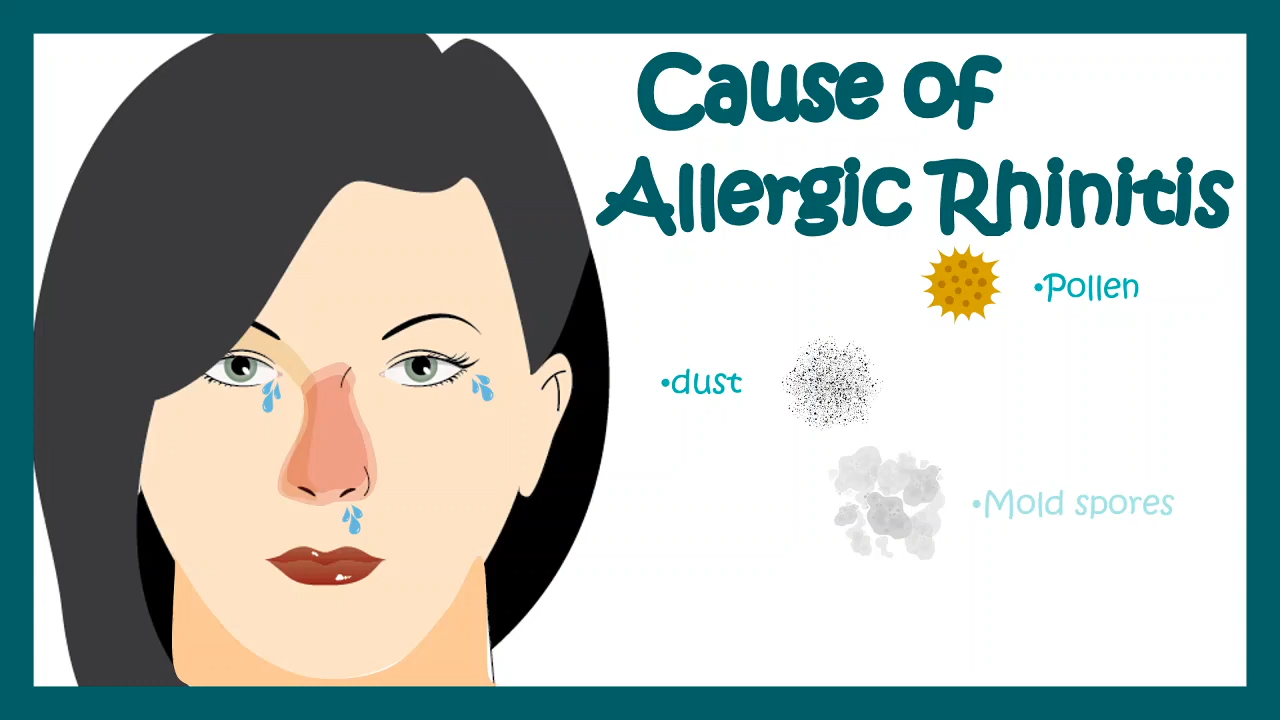 Cause of
Allergic Rhinitis
•Pollen
•dust
•Mold spores